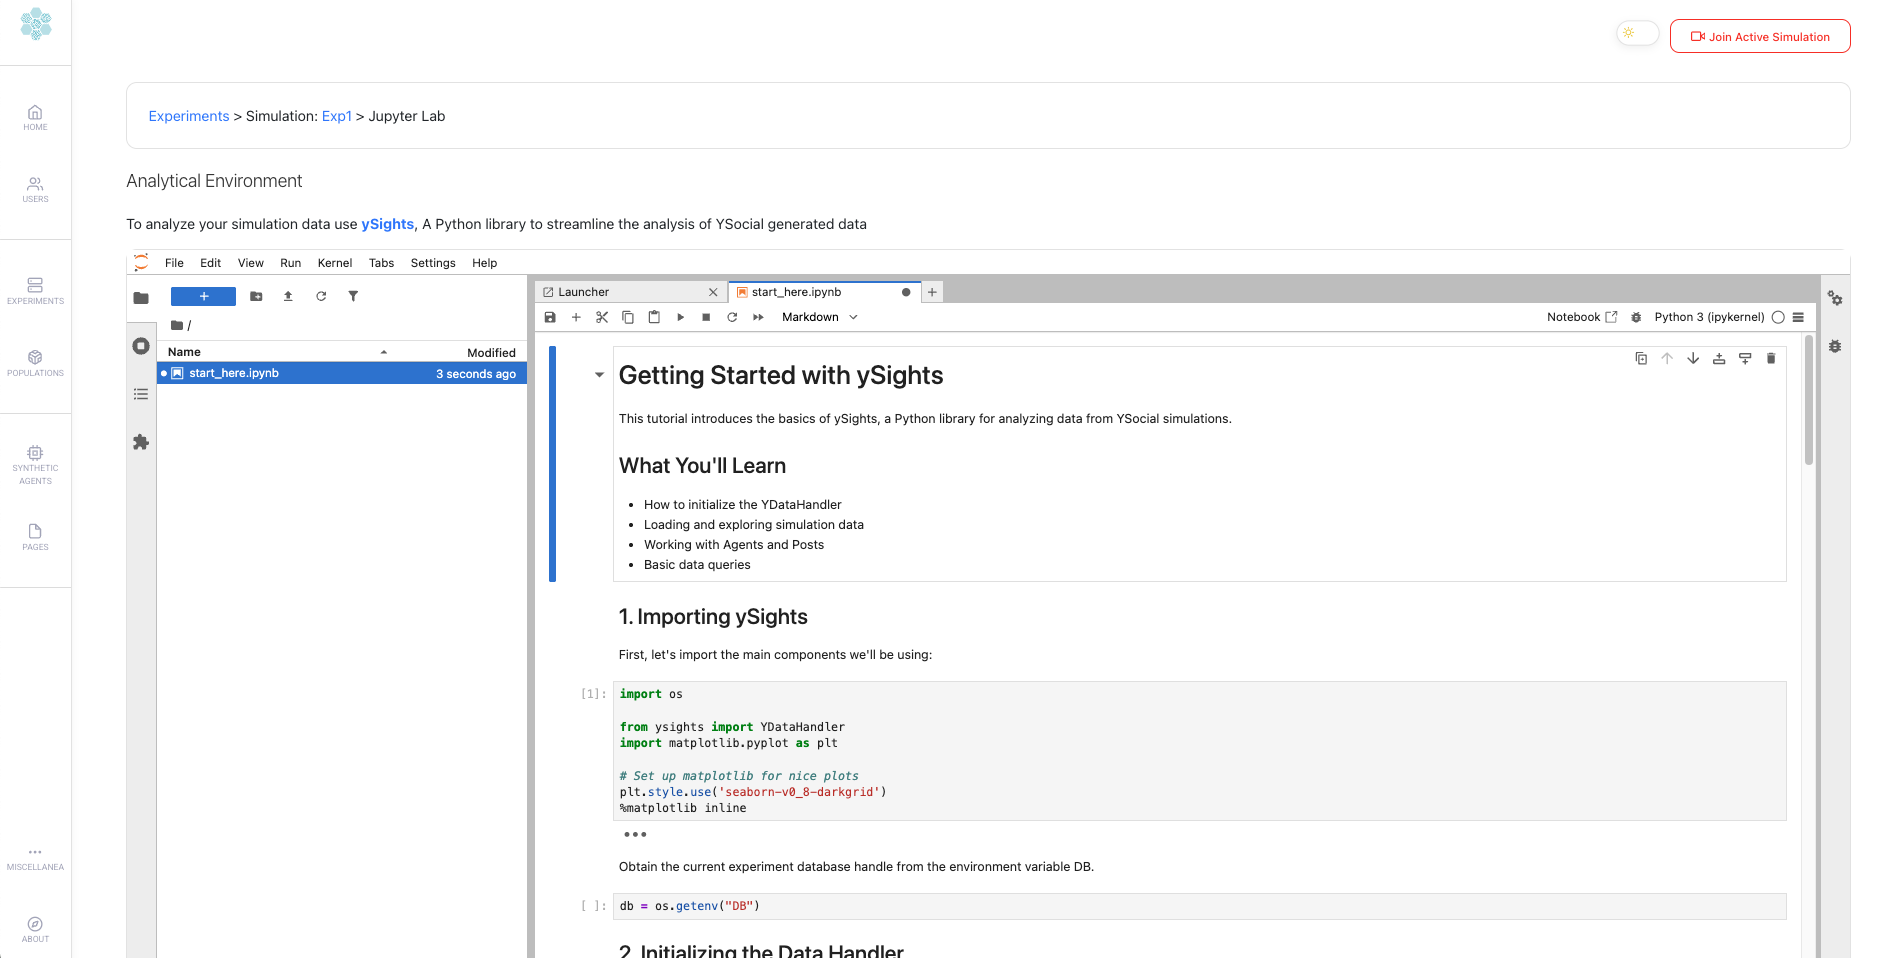 Join Active Simulation
HOME
USERS
EXPERIMENTS
POPULATIONS
SYNTHETIC
AGENTS
PAGES
MISCELLANEA
ABOUT
Experiments > Simulation: Exp1 > Jupyter Lab
Analytical Environment
To analyze your simulation data use ySights, A Python library to streamline the analysis of YSocial generated data
File Edit View Run Kernel Tabs Settings Help
/
Name Modified
start_here.ipynb 3 seconds ago
Launcher start_here.ipynb
Markdown Notebook Python 3 (ipykernel)
Getting Started with ySights
This tutorial introduces the basics of ySights, a Python library for analyzing data from YSocial simulations.
What You'll Learn
• How to initialize the YDataHandler
• Loading and exploring simulation data
• Working with Agents and Posts
• Basic data queries
1. Importing ySights
First, let's import the main components we'll be using:
[1]: import os
from ysights import YDataHandler
import matplotlib.pyplot as plt
# Set up matplotlib for nice plots
plt.style.use('seaborn-v0_8-darkgrid')
%matplotlib inline
•••
Obtain the current experiment database handle from the environment variable DB.
[ ]: db = os.getenv("DB")
2. Initializing the Data Handler